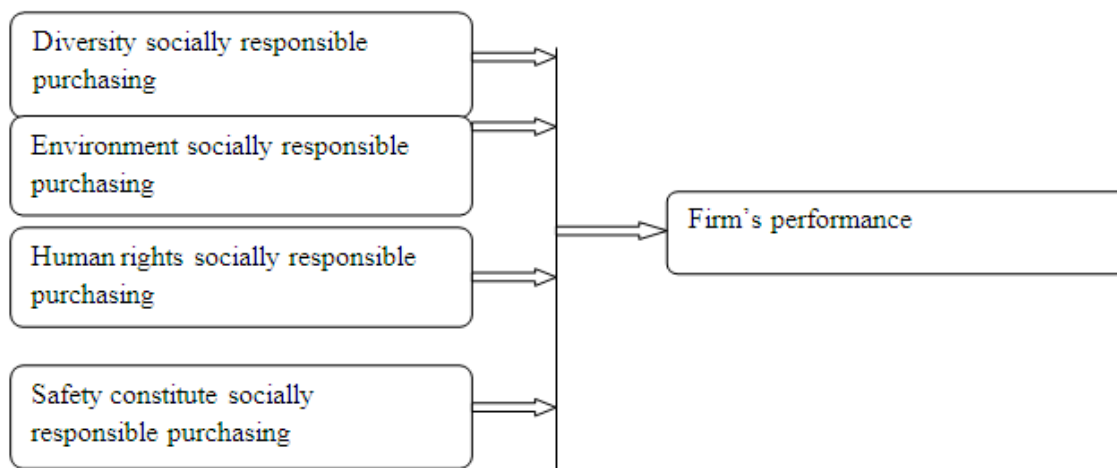 Diversity socially responsible
purchasing
Environment socially responsible
purchasing
Human rights socially responsible
purchasing
Safety constitute socially
responsible purchasing
Firm’s performance